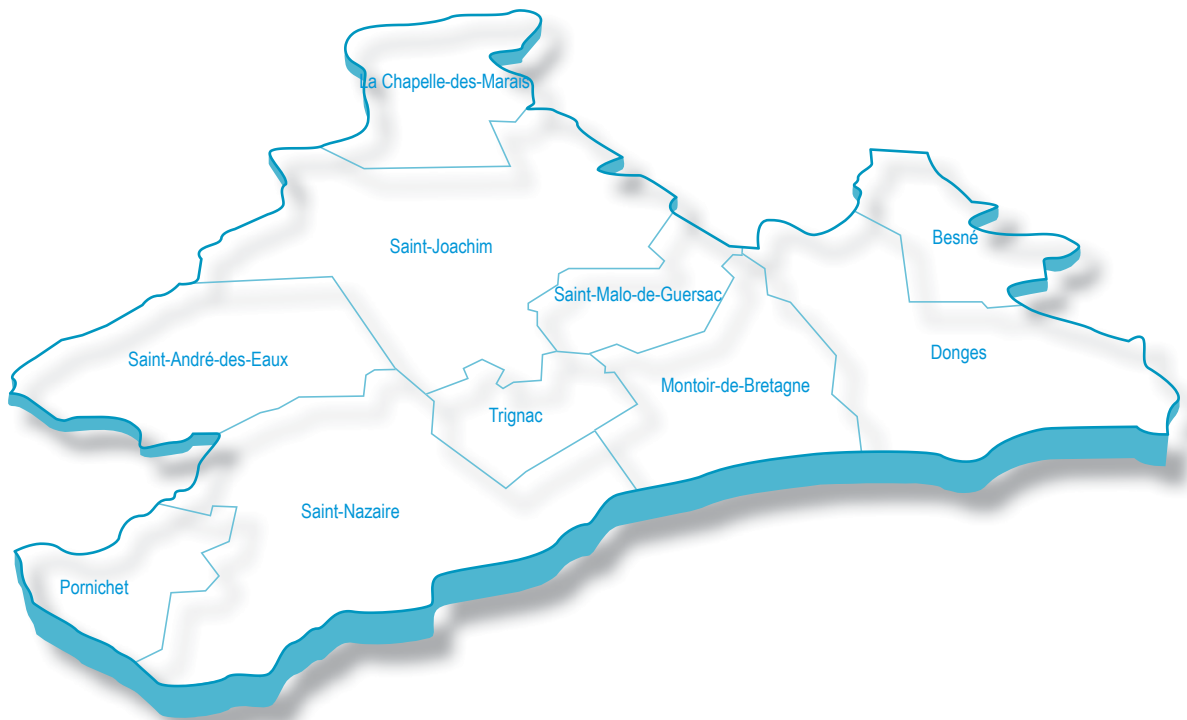 La Chapelle-des-Marais
Saint-Joachim
Besné
Saint-Malo-de-Guersac
Saint-André-des-Eaux
Donges
Montoir-de-Bretagne
Trignac
Saint-Nazaire
Pornichet